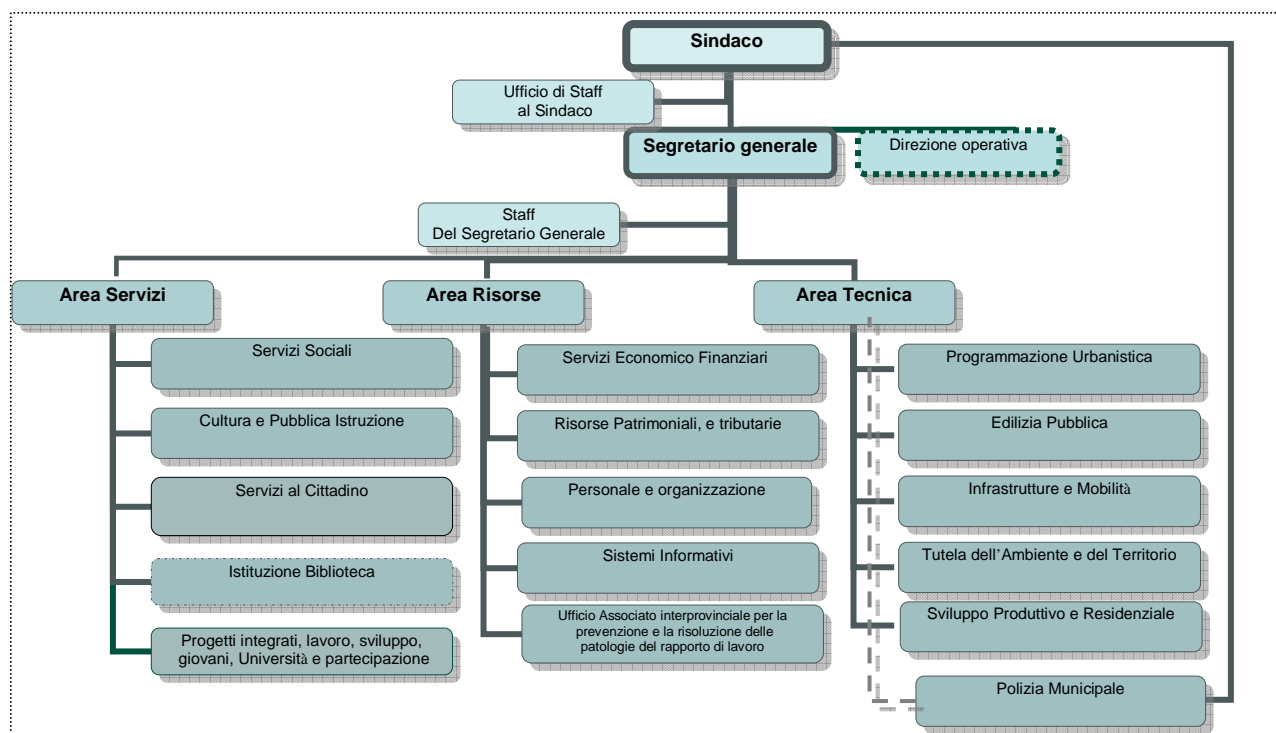 Sindaco
Ufficio di Staff
al Sindaco
Segretario generale
Direzione operativa
Staff
Del Segretario Generale
Area Servizi
Area Risorse
Area Tecnica
Servizi Sociali
Cultura e Pubblica Istruzione
Servizi al Cittadino
Istituzione Biblioteca
Progetti integrati, lavoro, sviluppo,
giovani, Università e partecipazione
Servizi Economico Finanziari
Risorse Patrimoniali, e tributarie
Personale e organizzazione
Sistemi Informativi
Ufficio Associato interprovinciale per la
prevenzione e la risoluzione delle
patologie del rapporto di lavoro
Programmazione Urbanistica
Edilizia Pubblica
Infrastrutture e Mobilità
Tutela dell'Ambiente e del Territorio
Sviluppo Produttivo e Residenziale
Polizia Municipale